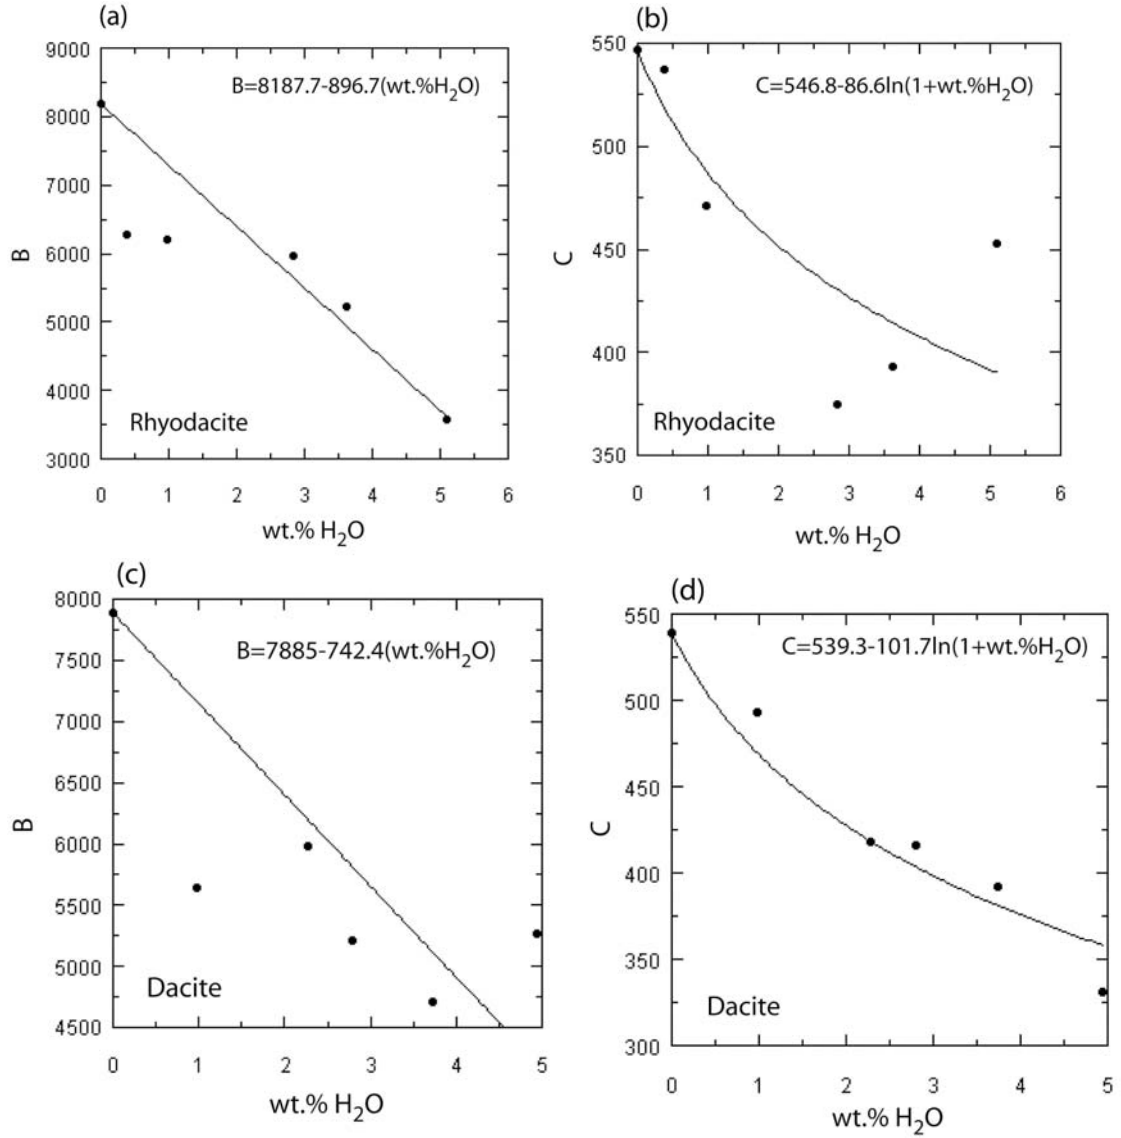 (a)
B=8187.7-896.7(wt.%H₂O)
9000
8000
7000
6000
5000
4000
3000
B
Rhyodacite
0 1 2 3 4 5 6
wt.% H₂O
(b)
C=546.8-86.6ln(1+wt.%H₂O)
550
500
450
400
350
C
Rhyodacite
0 1 2 3 4 5 6
wt.% H₂O
(c)
B=7885-742.4(wt.%H₂O)
8000
7500
7000
6500
6000
5500
5000
4500
B
Dacite
0 1 2 3 4 5
wt.% H₂O
(d)
C=539.3-101.7ln(1+wt.%H₂O)
550
500
450
400
350
300
C
Dacite
0 1 2 3 4 5
wt.% H₂O